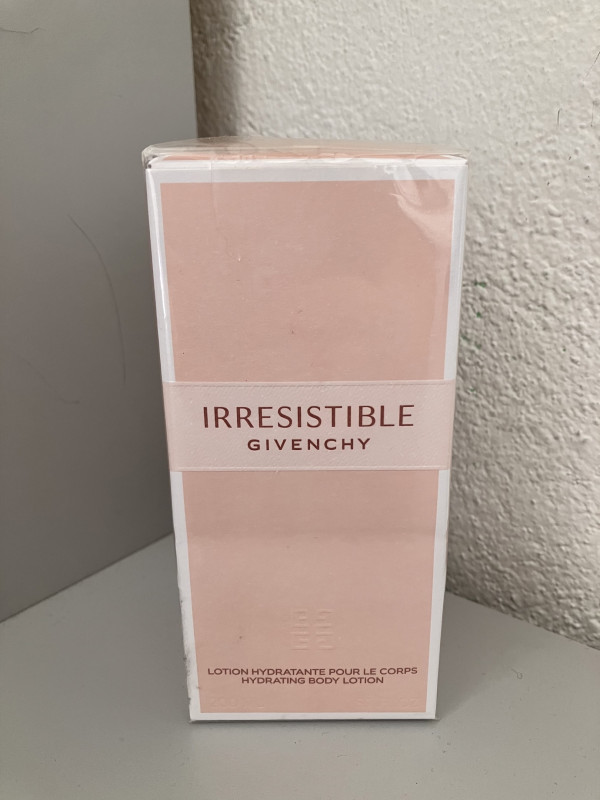 IRRESISTIBLE
GIVENCHY
LOTION HYDRATANTE POUR LE CORPS
HYDRATING BODY LOTION